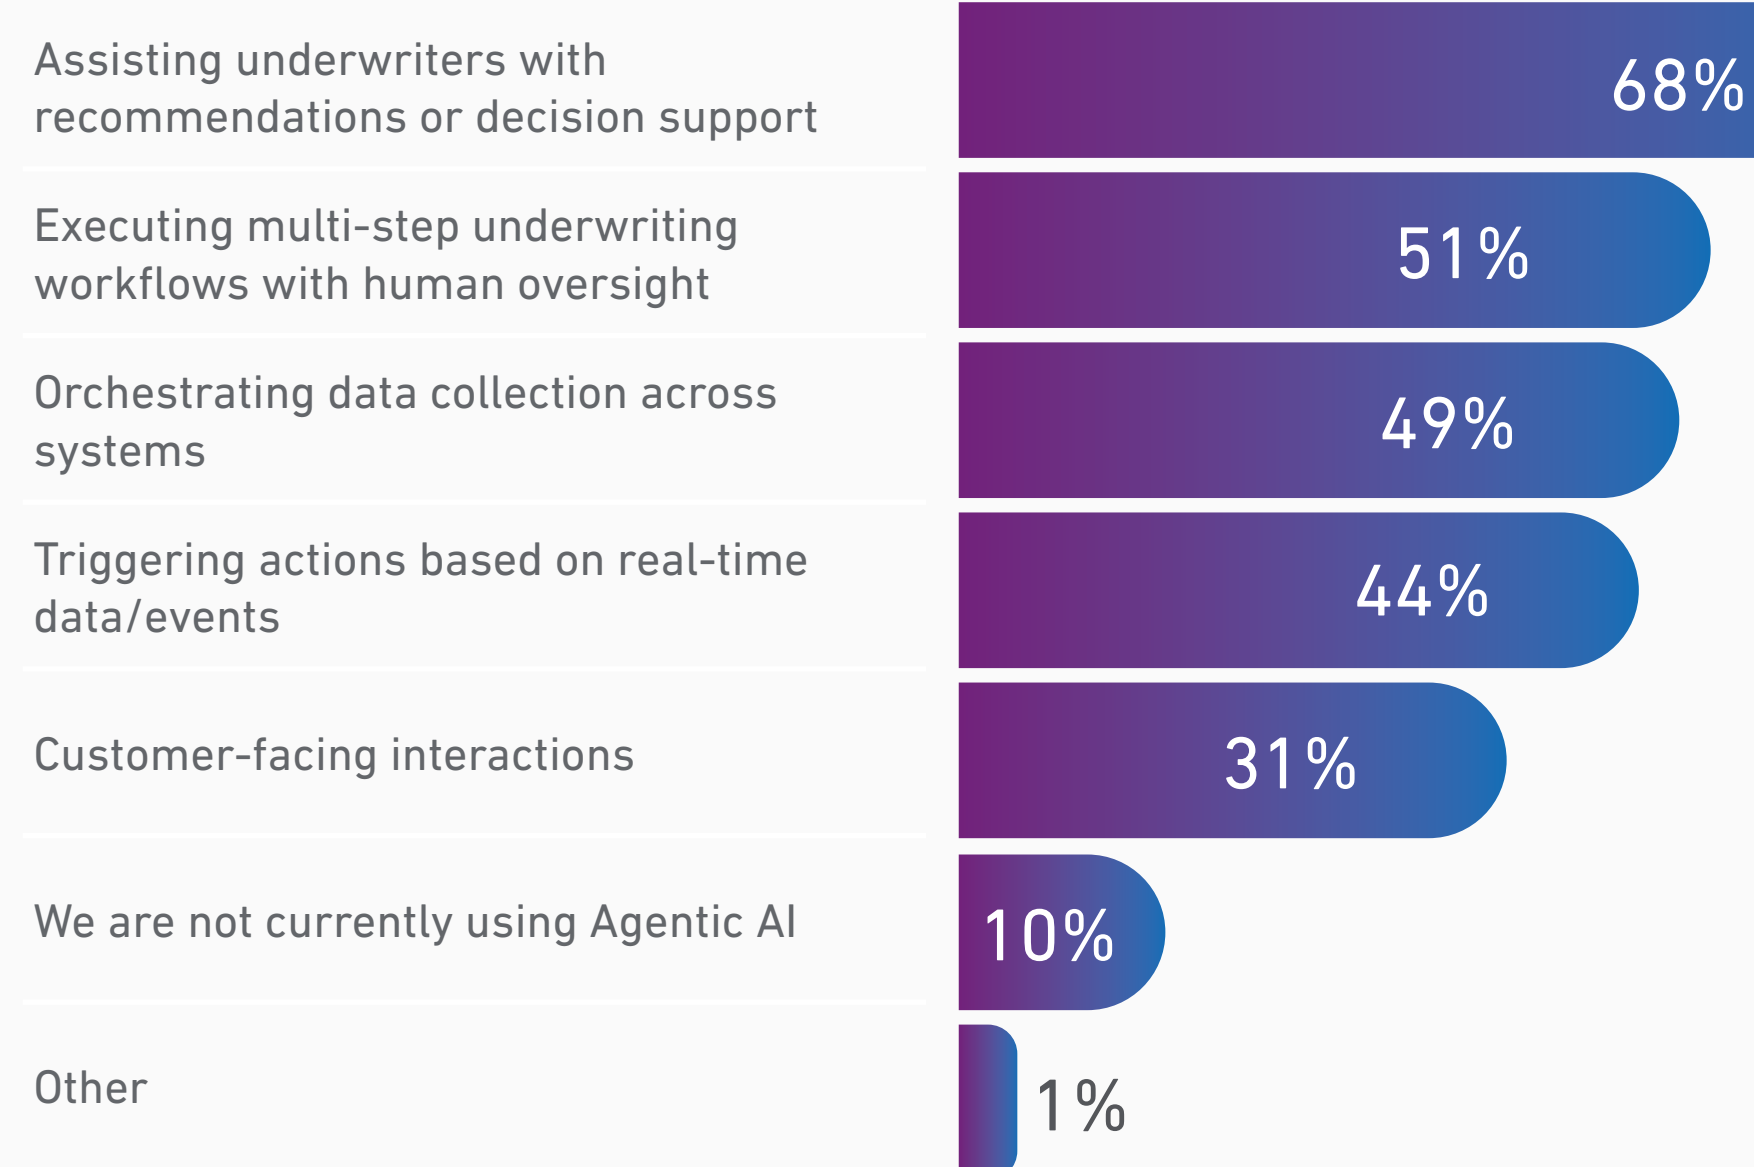 Assisting underwriters with
recommendations or decision support
68%
Executing multi-step underwriting
workflows with human oversight
51%
Orchestrating data collection across
systems
49%
Triggering actions based on real-time
data/events
44%
Customer-facing interactions
31%
We are not currently using Agentic AI
10%
Other
1%